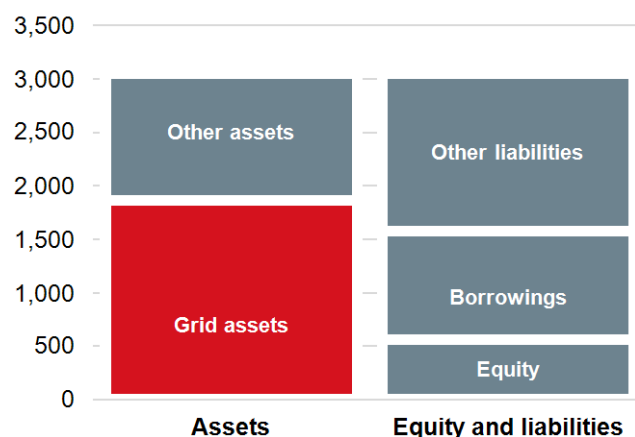 3,500
3,000
2,500
2,000
1,500
1,000
500
0
Other assets
Grid assets
Other liabilities
Borrowings
Equity
Assets
Equity and liabilities